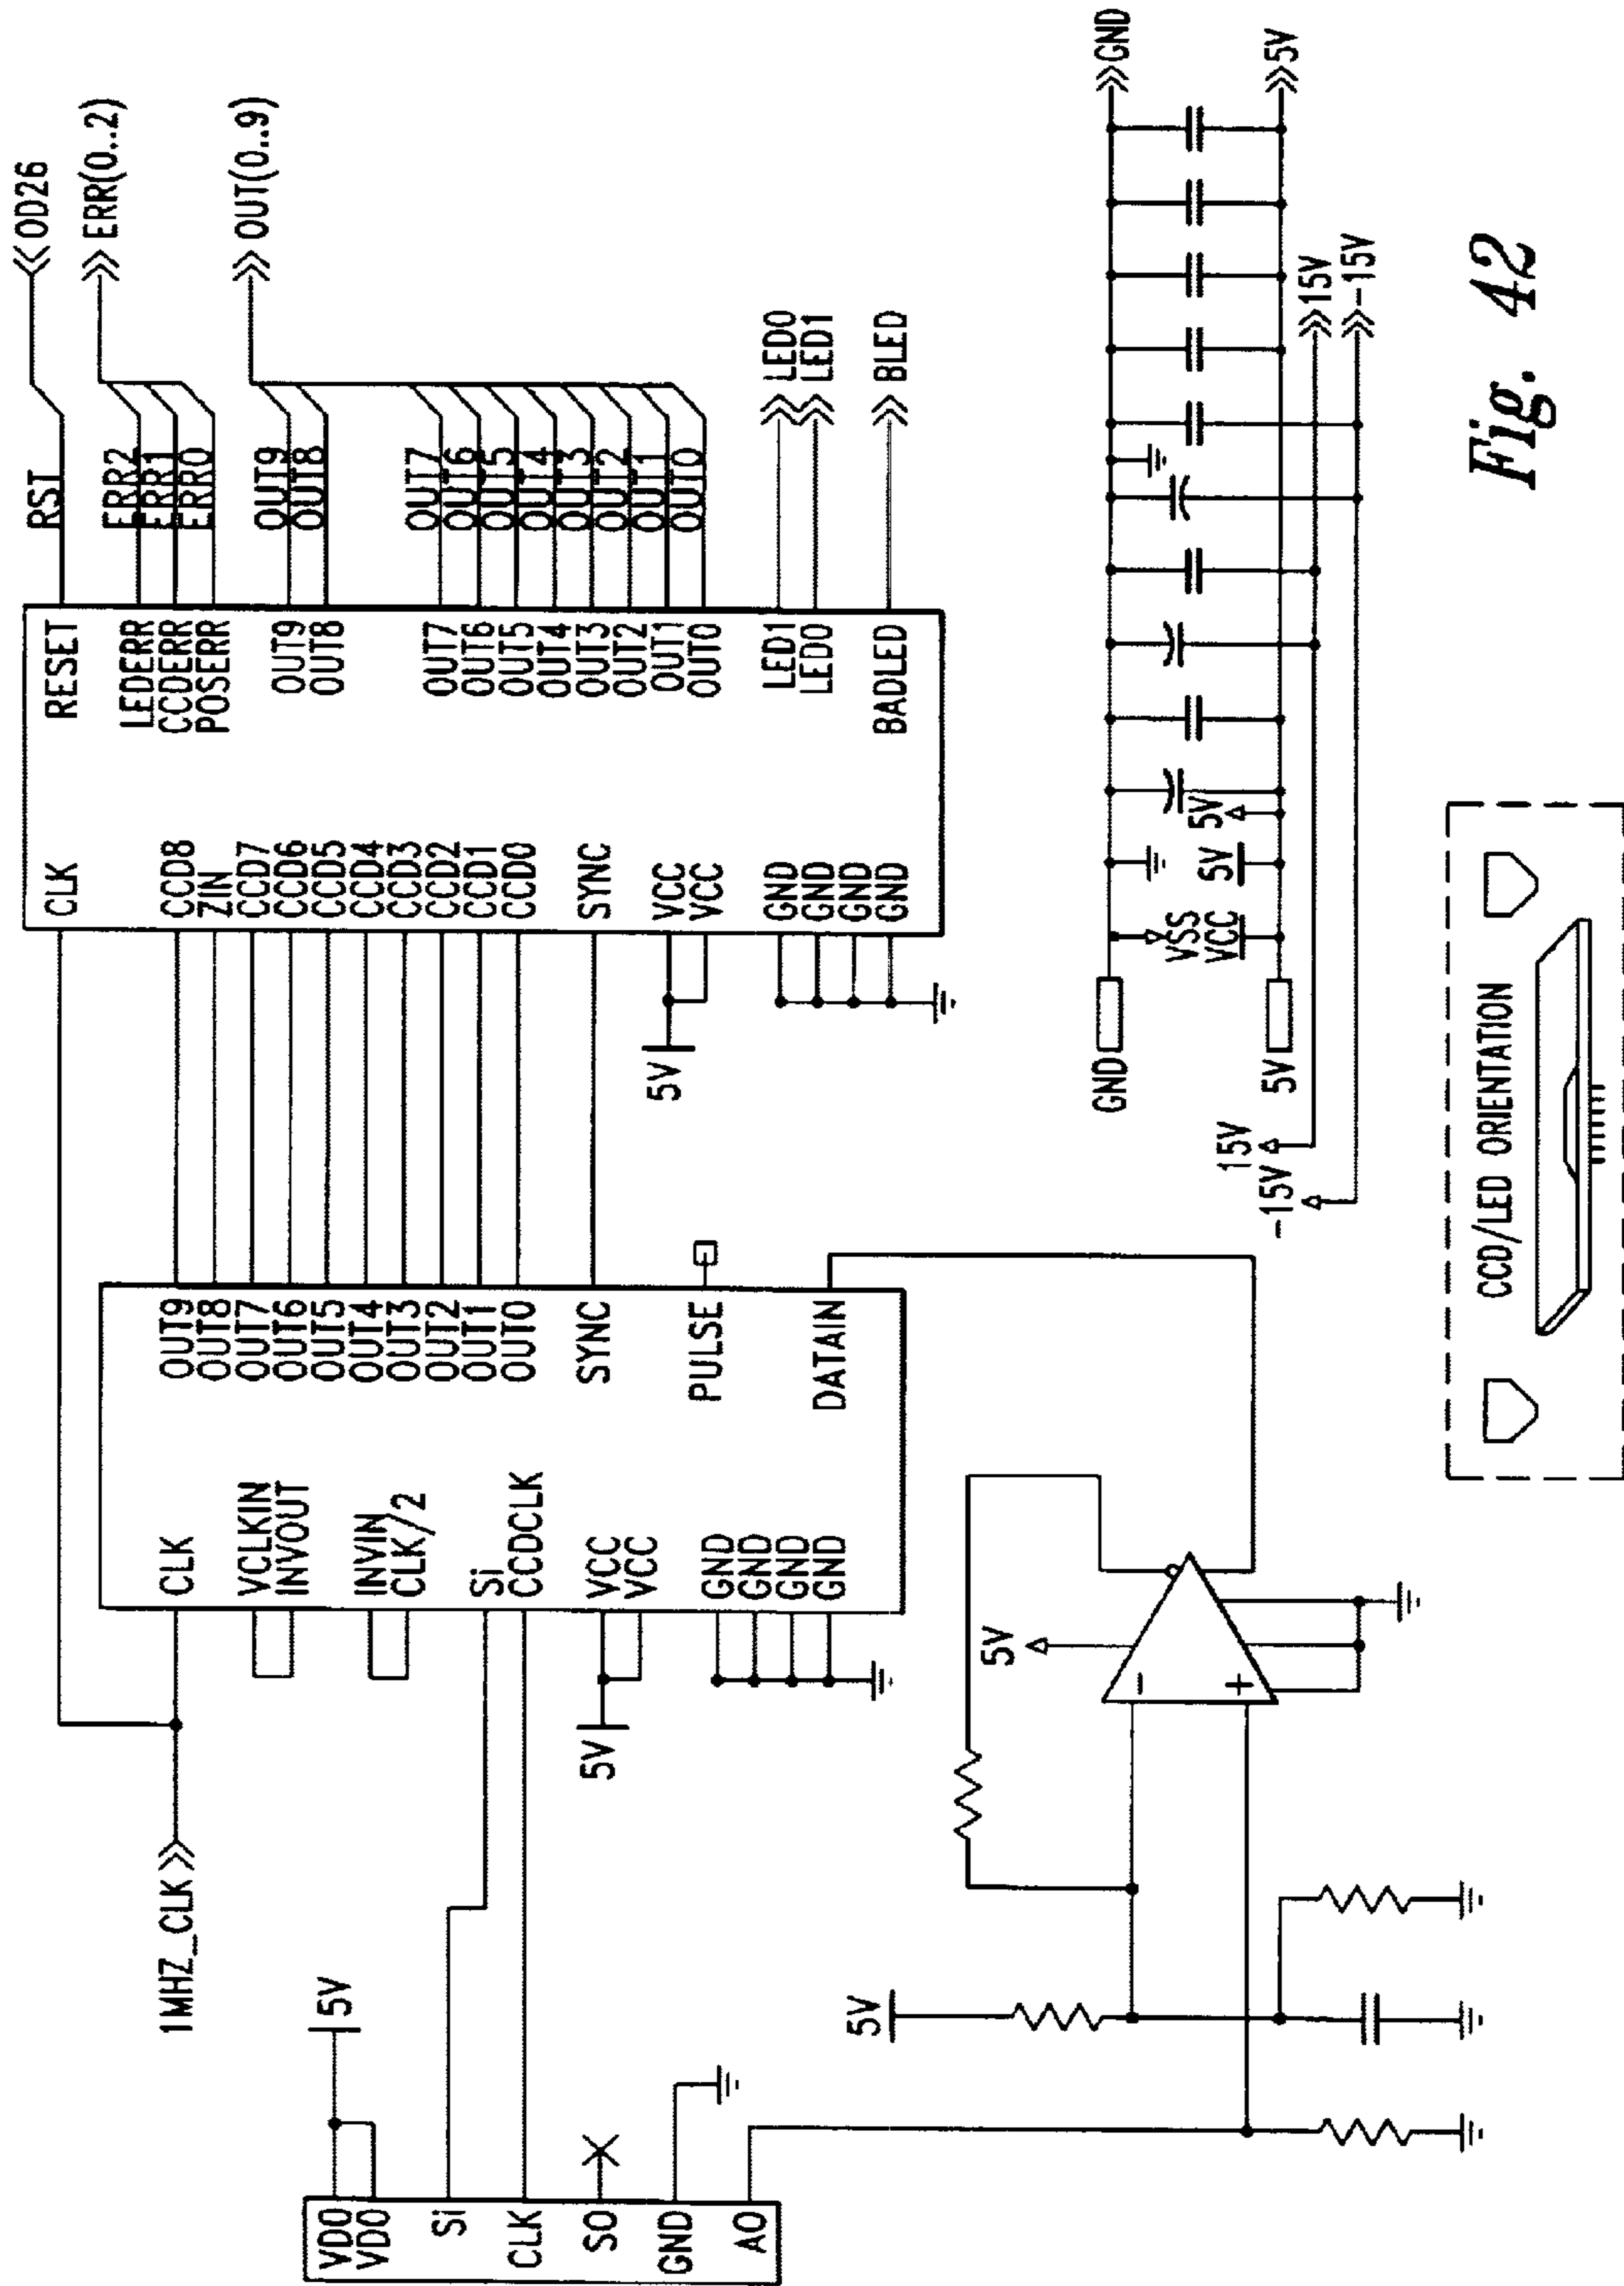 VDO
VDO
Si
CLK
SO
GND
AO
5V
1MHZ_CLK
CLK
VCLKIN
INVOUT
INVIN
CLK/2
Si
CCDCLK
VCC
VCC
GND
GND
GND
GND
5V
OUT9
OUT8
OUT7
OUT6
OUT5
OUT4
OUT3
OUT2
OUT1
OUT0
SYNC
PULSE
DATAIN
CLK
CCD8
ZIN
CCD7
CCD6
CCD5
CCD4
CCD3
CCD2
CCD1
CCD0
SYNC
VCC
VCC
GND
GND
GND
GND
5V
RESET
LEDERR
CCDERR
POSERR
OUT9
OUT8
OUT7
OUT6
OUT5
OUT4
OUT3
OUT2
OUT1
OUT0
LED1
LED0
BADLED
RST
ERR2
ERR1
ERR0
OUT9
OUT8
OUT7
OUT6
OUT5
OUT4
OUT3
OUT2
OUT1
OUT0
OD26
ERR(0..2)
OUT(0..9)
LED0
LED1
BLED
5V
5V
-
+
GND
5V
15V
-15V
VSS
VCC
5V
5V
GND
5V
15V
-15V
CCD/LED ORIENTATION
Fig. 42